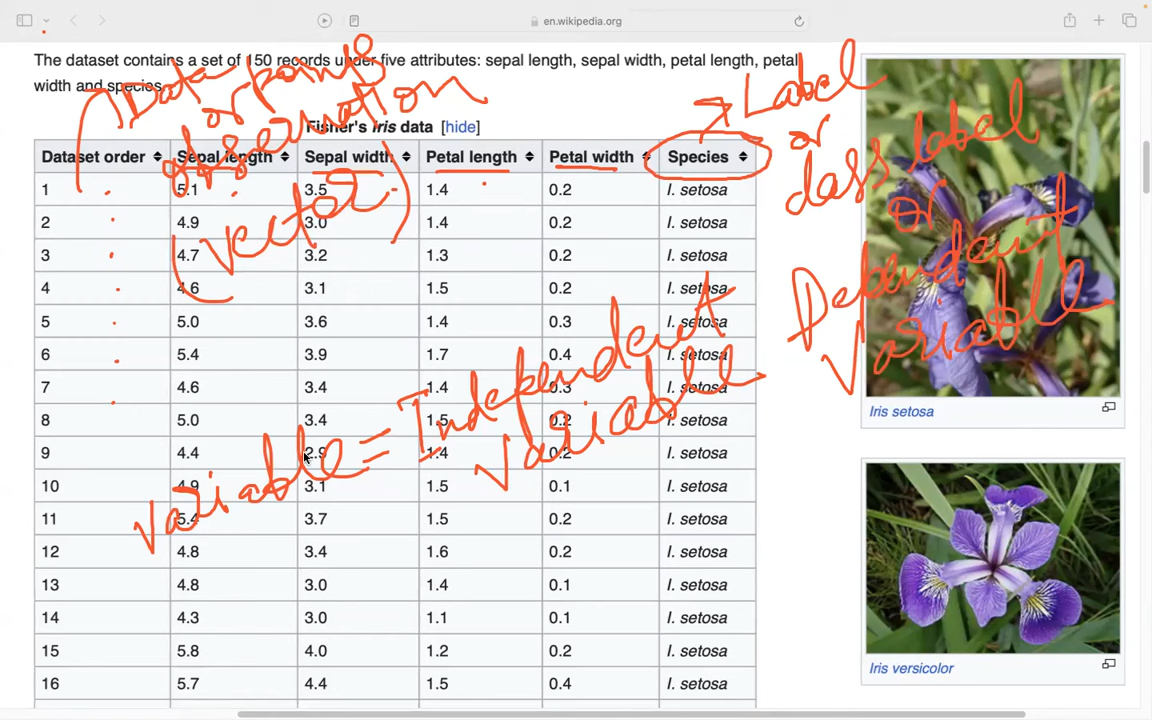 en.wikipedia.org
The dataset contains a set of 150 records under five attributes: sepal length, sepal width, petal length, petal
width and species.
Data points
or
observation
(vector)
Label
or
class label
or
Dependent
Variable
variable = Independent
Variable
Fisher's Iris data [hide]
Dataset order Sepal length Sepal width Petal length Petal width Species
1 5.1 3.5 1.4 0.2 I. setosa
2 4.9 3.0 1.4 0.2 I. setosa
3 4.7 3.2 1.3 0.2 I. setosa
4 4.6 3.1 1.5 0.2 I. setosa
5 5.0 3.6 1.4 0.3 I. setosa
6 5.4 3.9 1.7 0.4 I. setosa
7 4.6 3.4 1.4 0.3 I. setosa
8 5.0 3.4 1.5 0.2 I. setosa
9 4.4 2.9 1.4 0.2 I. setosa
10 4.9 3.1 1.5 0.1 I. setosa
11 5.4 3.7 1.5 0.2 I. setosa
12 4.8 3.4 1.6 0.2 I. setosa
13 4.8 3.0 1.4 0.1 I. setosa
14 4.3 3.0 1.1 0.1 I. setosa
15 5.8 4.0 1.2 0.2 I. setosa
16 5.7 4.4 1.5 0.4 I. setosa
Iris setosa
Iris versicolor